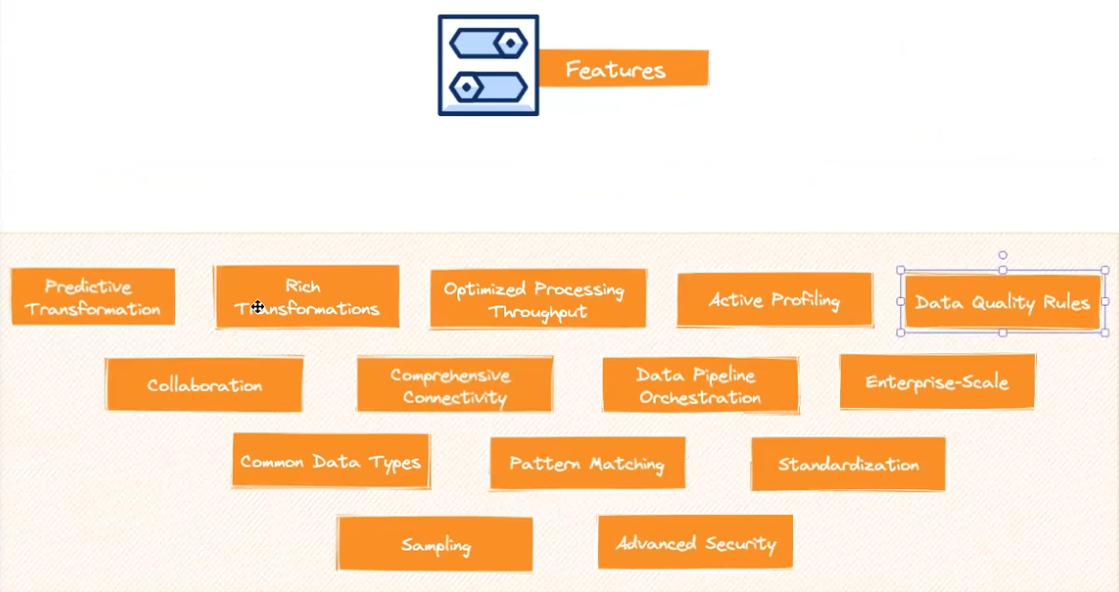 Features
Predictive
Transformation
Rich
Transformations
Optimized Processing
Throughput
Active Profiling
Data Quality Rules
Collaboration
Comprehensive
Connectivity
Data Pipeline
Orchestration
Enterprise-Scale
Common Data Types
Pattern Matching
Standardization
Sampling
Advanced Security